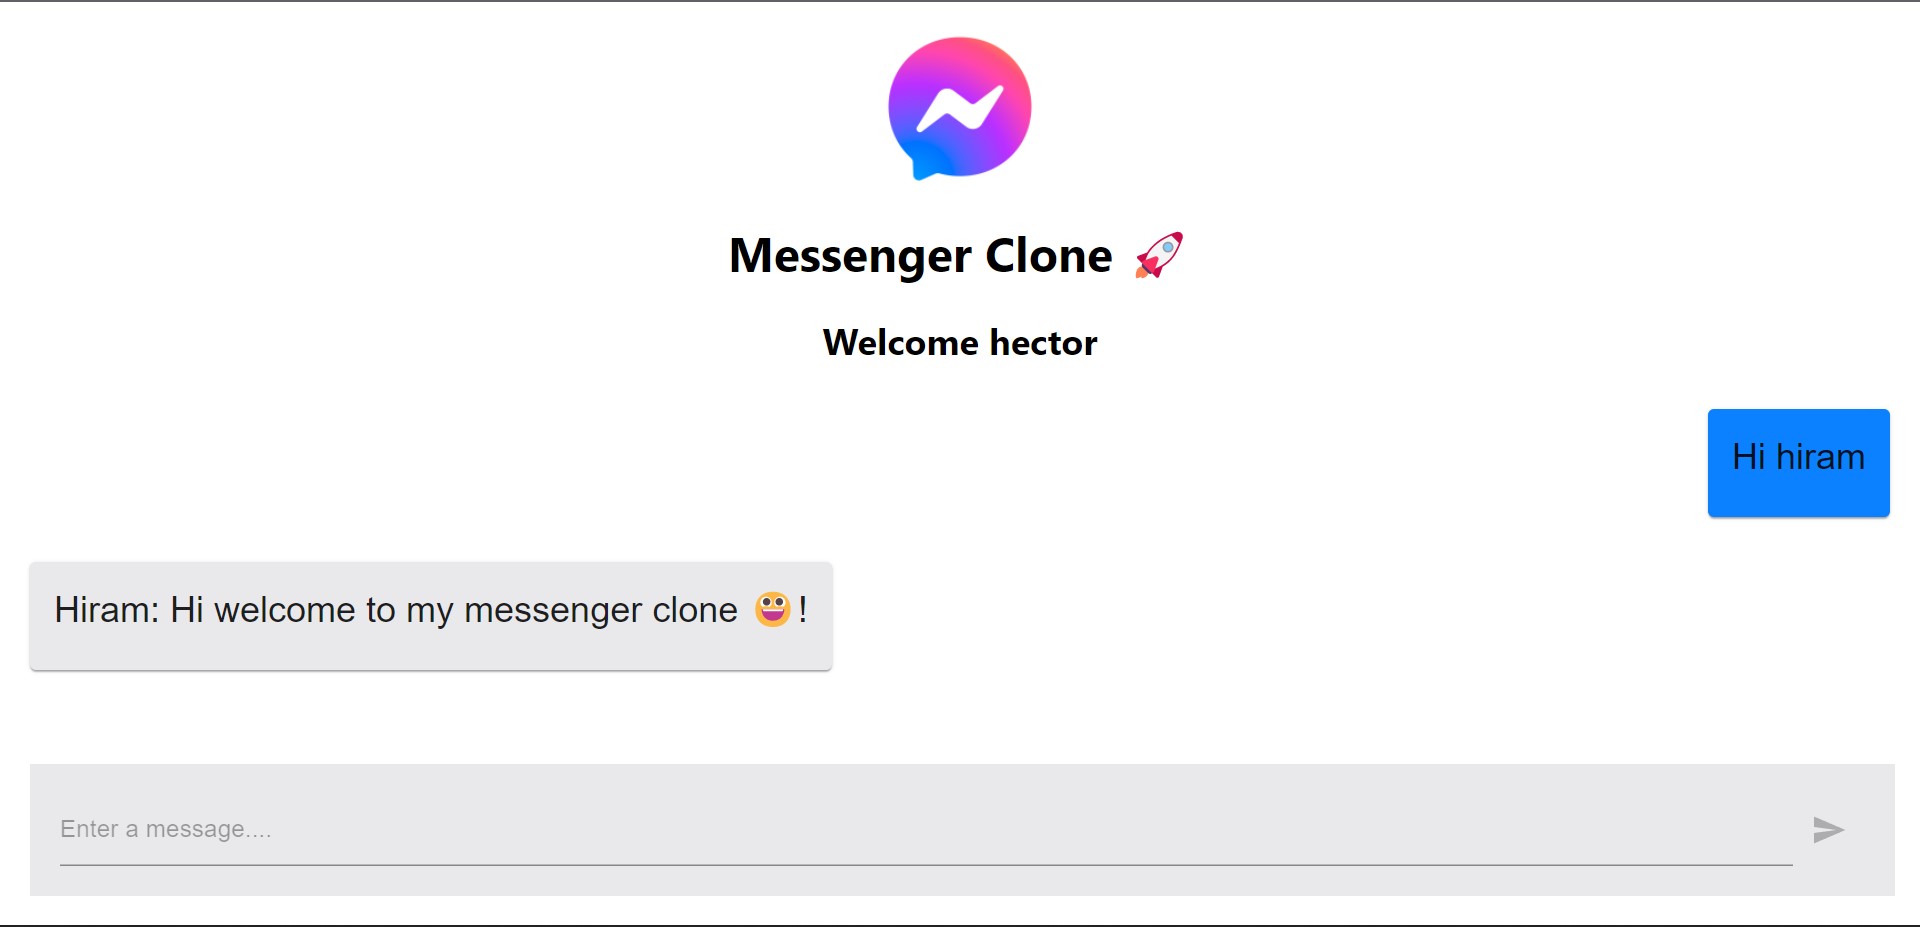 Messenger Clone 🚀
Welcome hector
Hi hiram
Hiram: Hi welcome to my messenger clone 😀!
Enter a message....